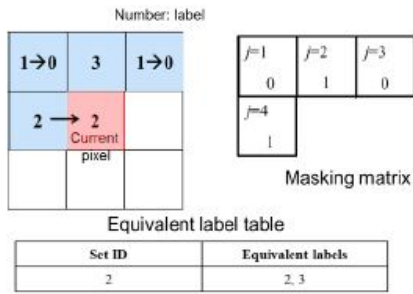 Number: label
1→0 3 1→0
2 → 2
Current
pixel
j=1 j=2 j=3
0 1 0
j=4
1
Masking matrix
Equivalent label table
Set ID Equivalent labels
2 2, 3